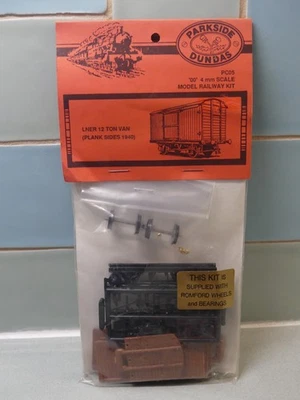 PARKSIDE
DUNDAS
PC05
'00' 4 mm SCALE
MODEL RAILWAY KIT
LNER 12 TON VAN
(PLANK SIDES 1945)
THIS KIT is
SUPPLIED WITH
ROMFORD WHEELS
and BEARINGS